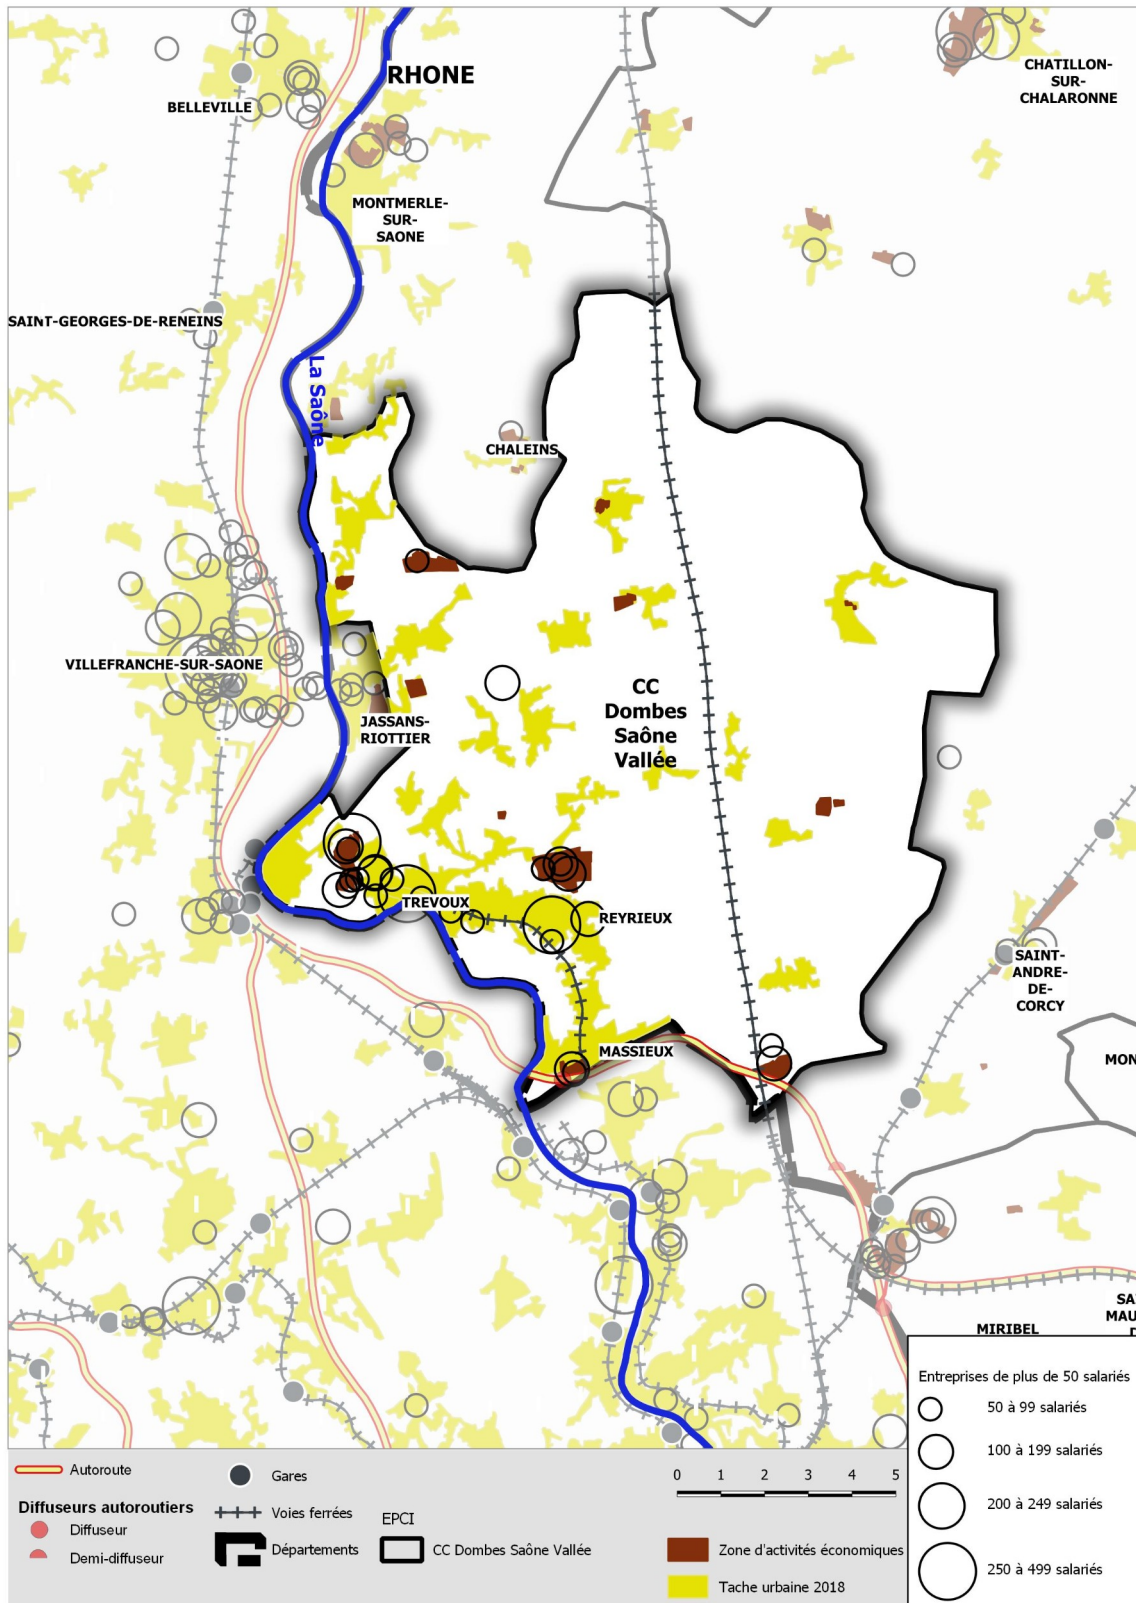 RHONE
BELLEVILLE
CHATILLON-
SUR-
CHALARONNE
MONTMERLE-
SUR-
SAONE
SAINT-GEORGES-DE-RENEINS
La Saône
CHALEINS
VILLEFRANCHE-SUR-SAONE
JASSANS-
RIOTTIER
CC
Dombes
Saône
Vallée
TREVOUX
REYRIEUX
SAINT-
ANDRE-
DE-
CORCY
MASSIEUX
MON
SA
MAU
MIRIBEL
Entreprises de plus de 50 salariés
50 à 99 salariés
100 à 199 salariés
200 à 249 salariés
250 à 499 salariés
Autoroute
Diffuseurs autoroutiers
Diffuseur
Demi-diffuseur
Gares
Voies ferrées
Départements
EPCI
CC Dombes Saône Vallée
0 1 2 3 4 5
Zone d'activités économiques
Tache urbaine 2018